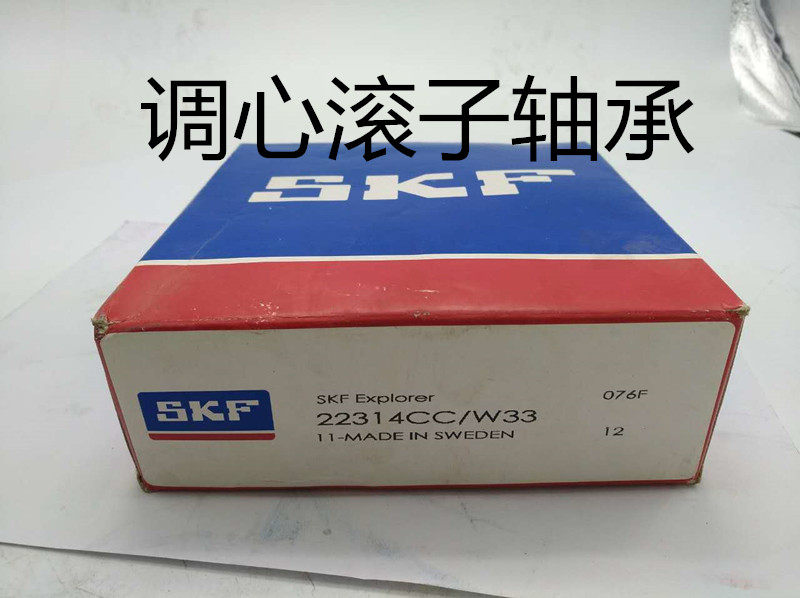 调心滚子轴承
SKF
SKF
SKF Explorer
22314CC/W33
11-MADE IN SWEDEN
076F
12